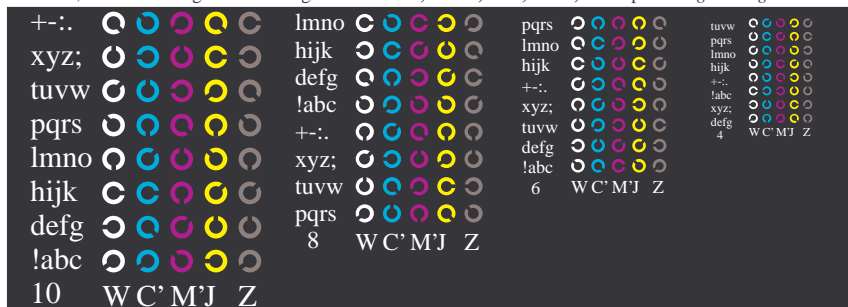 +-:.
xyz;
tuvw
pqrs
lmno
hijk
defg
!abc
10 W C’ M’J Z
lmno
hijk
defg
!abc
+-:.
xyz;
tuvw
pqrs
8 W C’ M’J Z
pqrs
lmno
hijk
+-:.
xyz;
tuvw
defg
!abc
6 W C’ M’J Z
tuvw
pqrs
lmno
hijk
+-:.
!abc
xyz;
defg
4 W C’ M’J Z